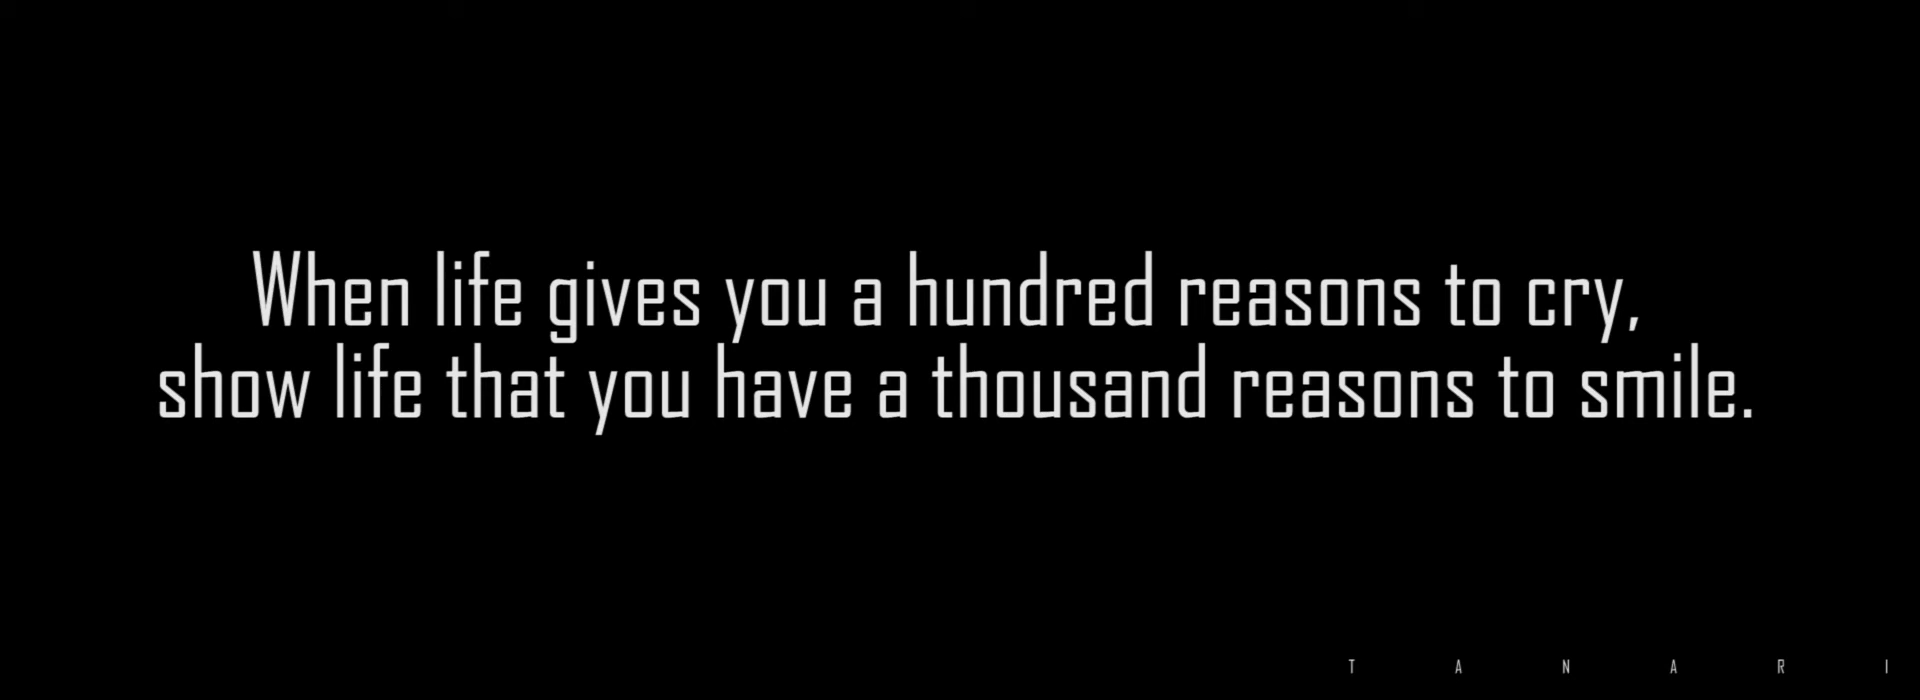 When life gives you a hundred reasons to cry,
show life that you have a thousand reasons to smile.
T A N A R I